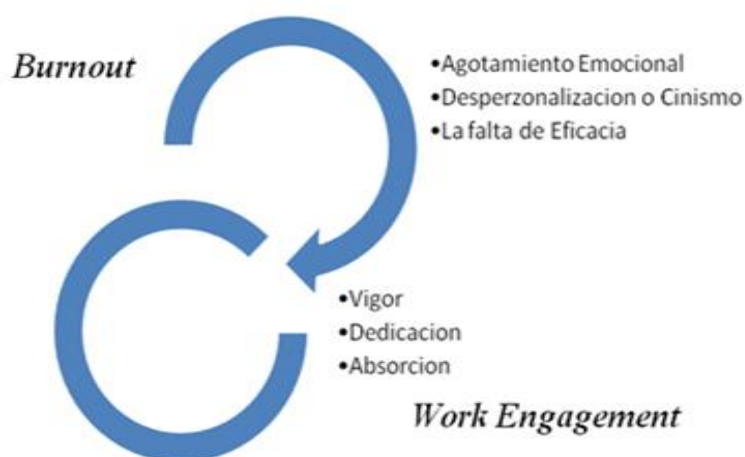 Burnout
•Agotamiento Emocional
•Desperzonalizacion o Cinismo
•La falta de Eficacia
•Vigor
•Dedicacion
•Absorcion
Work Engagement